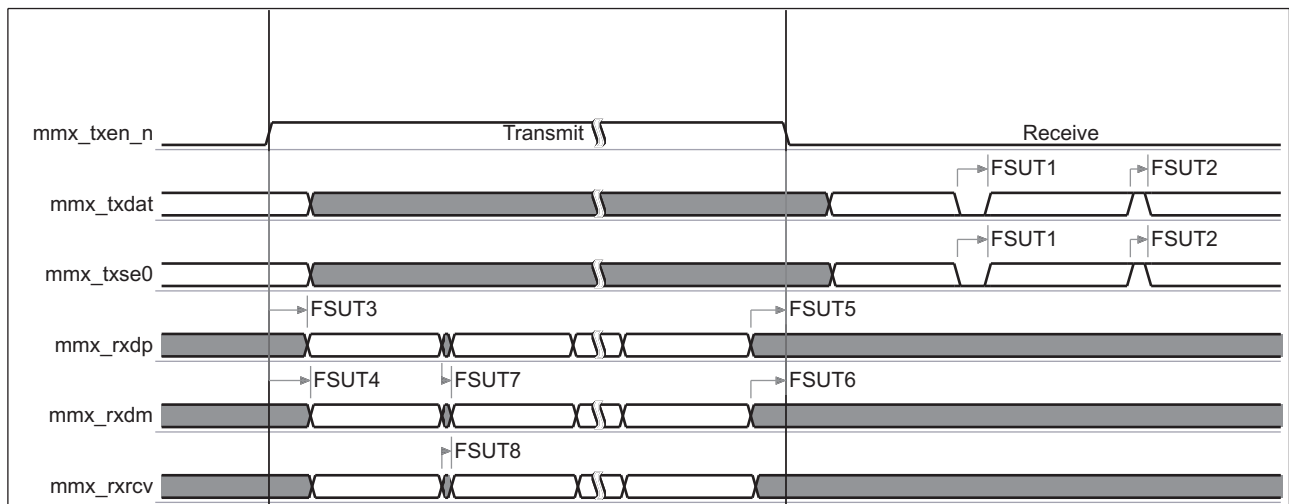 mmx_txen_n Transmit Receive
FSUT1 FSUT2
mmx_txdat
FSUT1 FSUT2
mmx_txse0
FSUT3 FSUT5
mmx_rxdp
FSUT4 FSUT7 FSUT6
mmx_rxdm
FSUT8
mmx_rxrcv